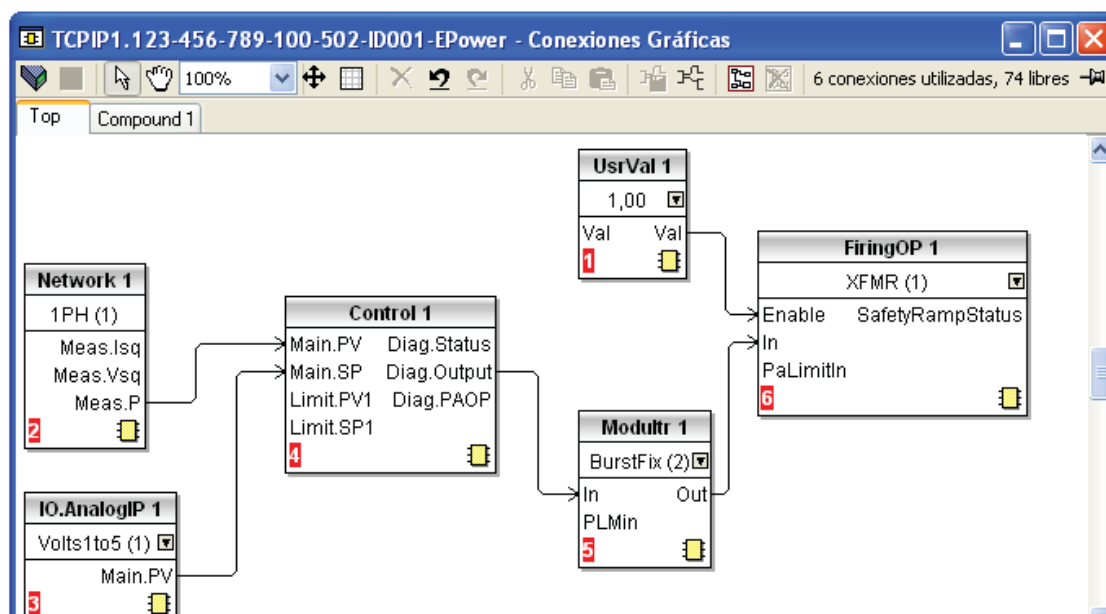 TCPIP1.123-456-789-100-502-ID001-EPower - Conexiones Gráficas
100%
6 conexiones utilizadas, 74 libres
Top
Compound 1
UsrVal 1
1,00
Val Val
1
FiringOP 1
XFMR (1)
Enable SafetyRampStatus
In
PaLimitIn
6
Network 1
1PH (1)
Meas.Isq
Meas.Vsq
Meas.P
2
Control 1
Main.PV Diag.Status
Main.SP Diag.Output
Limit.PV1 Diag.PAOP
Limit.SP1
4
Modultr 1
BurstFix (2)
In Out
PLMin
5
IO.AnalogIP 1
Volts1to5 (1)
Main.PV
3